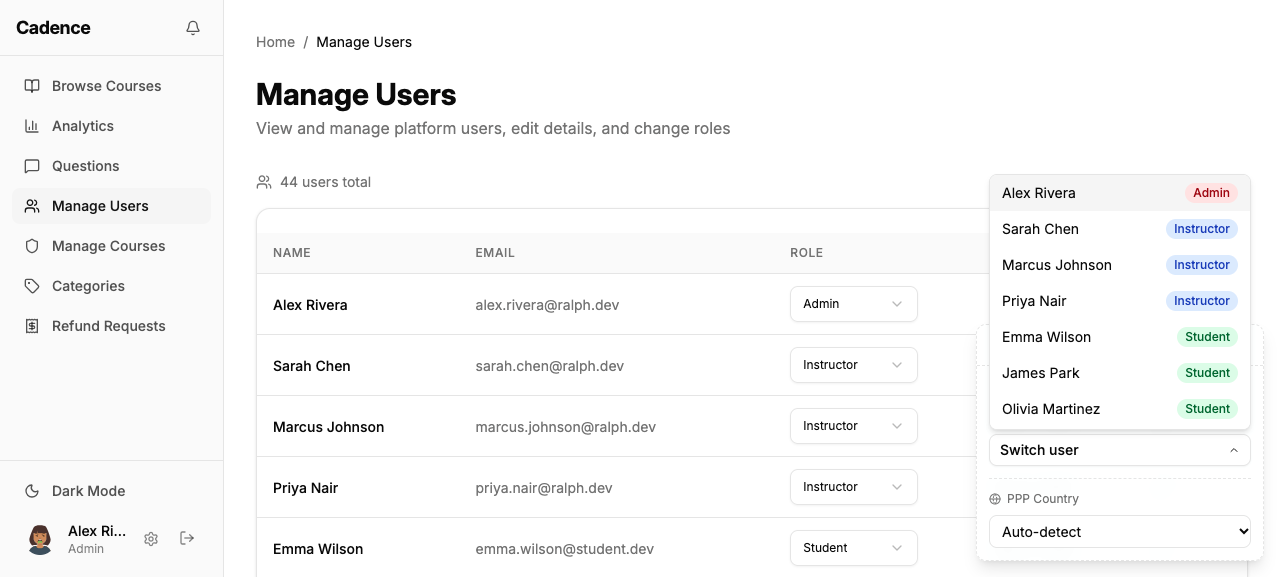 Cadence
Browse Courses
Analytics
Questions
Manage Users
Manage Courses
Categories
Refund Requests
Dark Mode
Alex Ri...
Admin
Home / Manage Users
Manage Users
View and manage platform users, edit details, and change roles
44 users total
NAME EMAIL ROLE
Alex Rivera alex.rivera@ralph.dev Admin
Sarah Chen sarah.chen@ralph.dev Instructor
Marcus Johnson marcus.johnson@ralph.dev Instructor
Priya Nair priya.nair@ralph.dev Instructor
Emma Wilson emma.wilson@student.dev Student
Alex Rivera Admin
Sarah Chen Instructor
Marcus Johnson Instructor
Priya Nair Instructor
Emma Wilson Student
James Park Student
Olivia Martinez Student
Switch user
PPP Country
Auto-detect